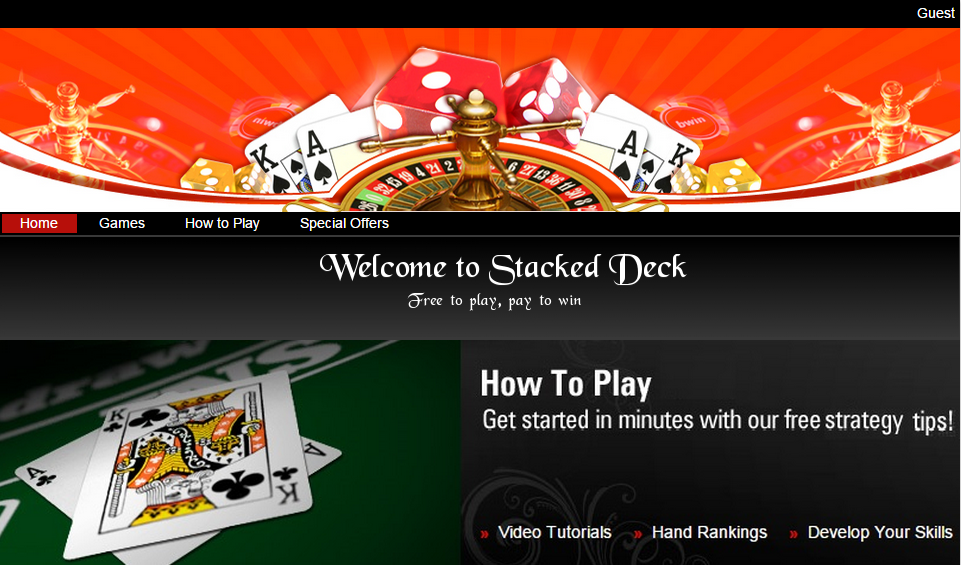 Guest
bwin
Home Games How to Play Special Offers
Welcome to Stacked Deck
Free to play, pay to win
How To Play
Get started in minutes with our free strategy tips!
K A A K
K A K
» Video Tutorials » Hand Rankings » Develop Your Skills